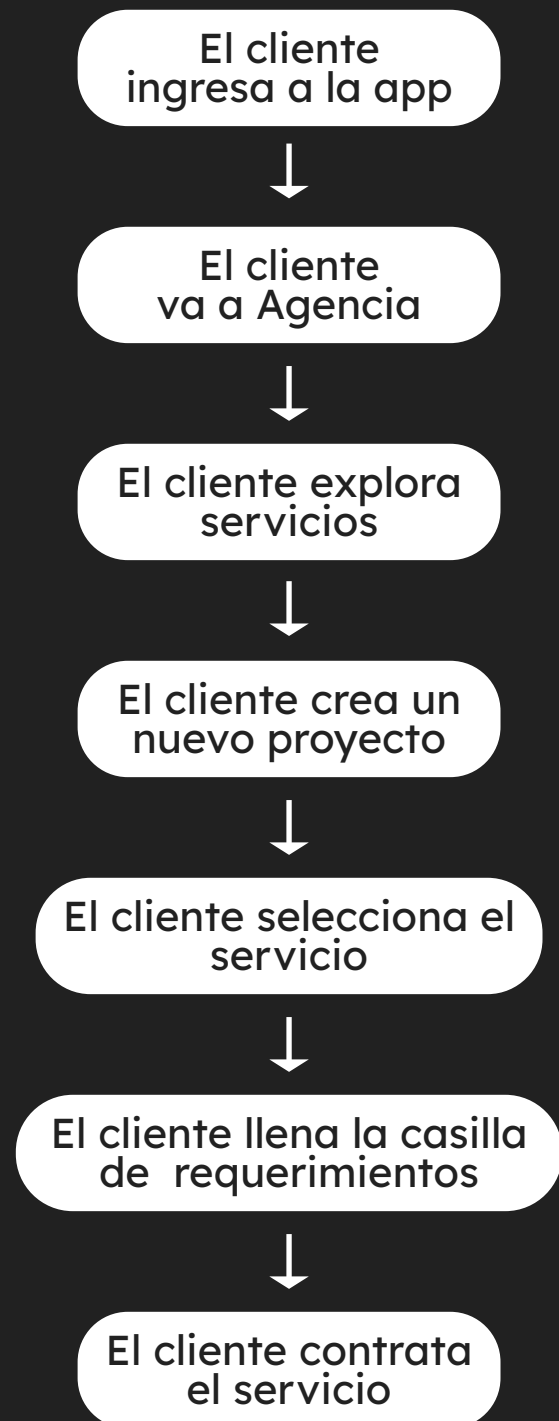 El cliente
ingresa a la app
El cliente
va a Agencia
El cliente explora
servicios
El cliente crea un
nuevo proyecto
El cliente selecciona el
servicio
El cliente llena la casilla
de requerimientos
El cliente contrata
el servicio